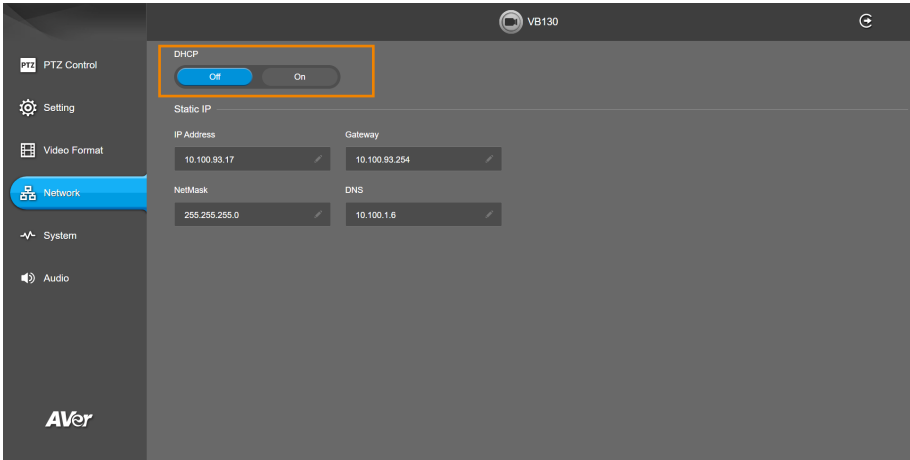 VB130
PTZ PTZ Control
Setting
Video Format
Network
System
Audio
AVer
DHCP
Off On
Static IP
IP Address Gateway
10.100.93.17 10.100.93.254
NetMask DNS
255.255.255.0 10.100.1.6